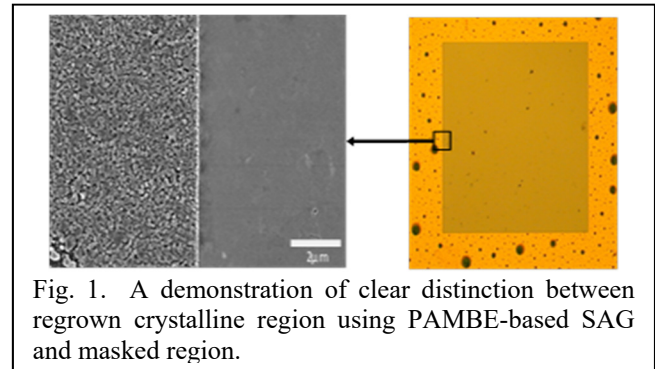 2μm
Fig. 1. A demonstration of clear distinction between
regrown crystalline region using PAMBE-based SAG
and masked region.